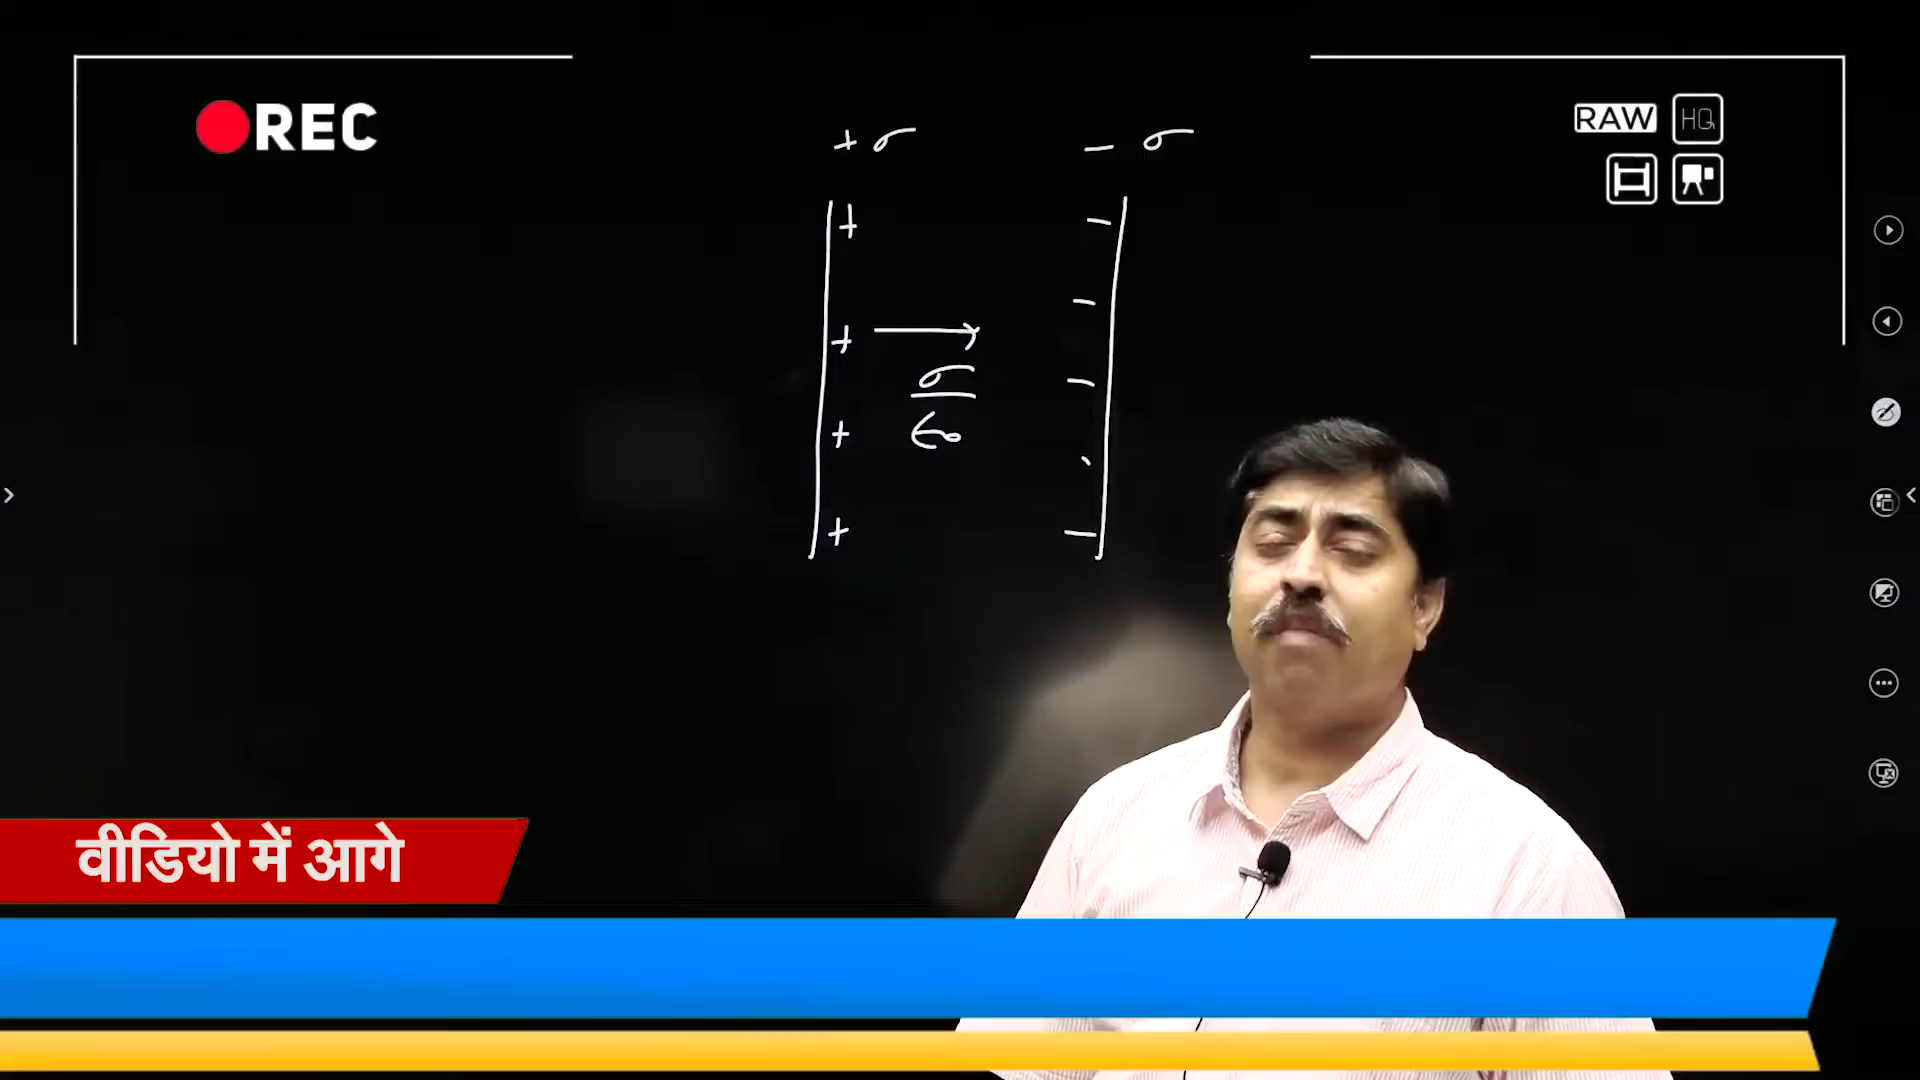 REC
RAW HQ
+σ - σ
+ -
-
+ →
-
σ
+ ϵ₀
+ -
वीडियो में आगे